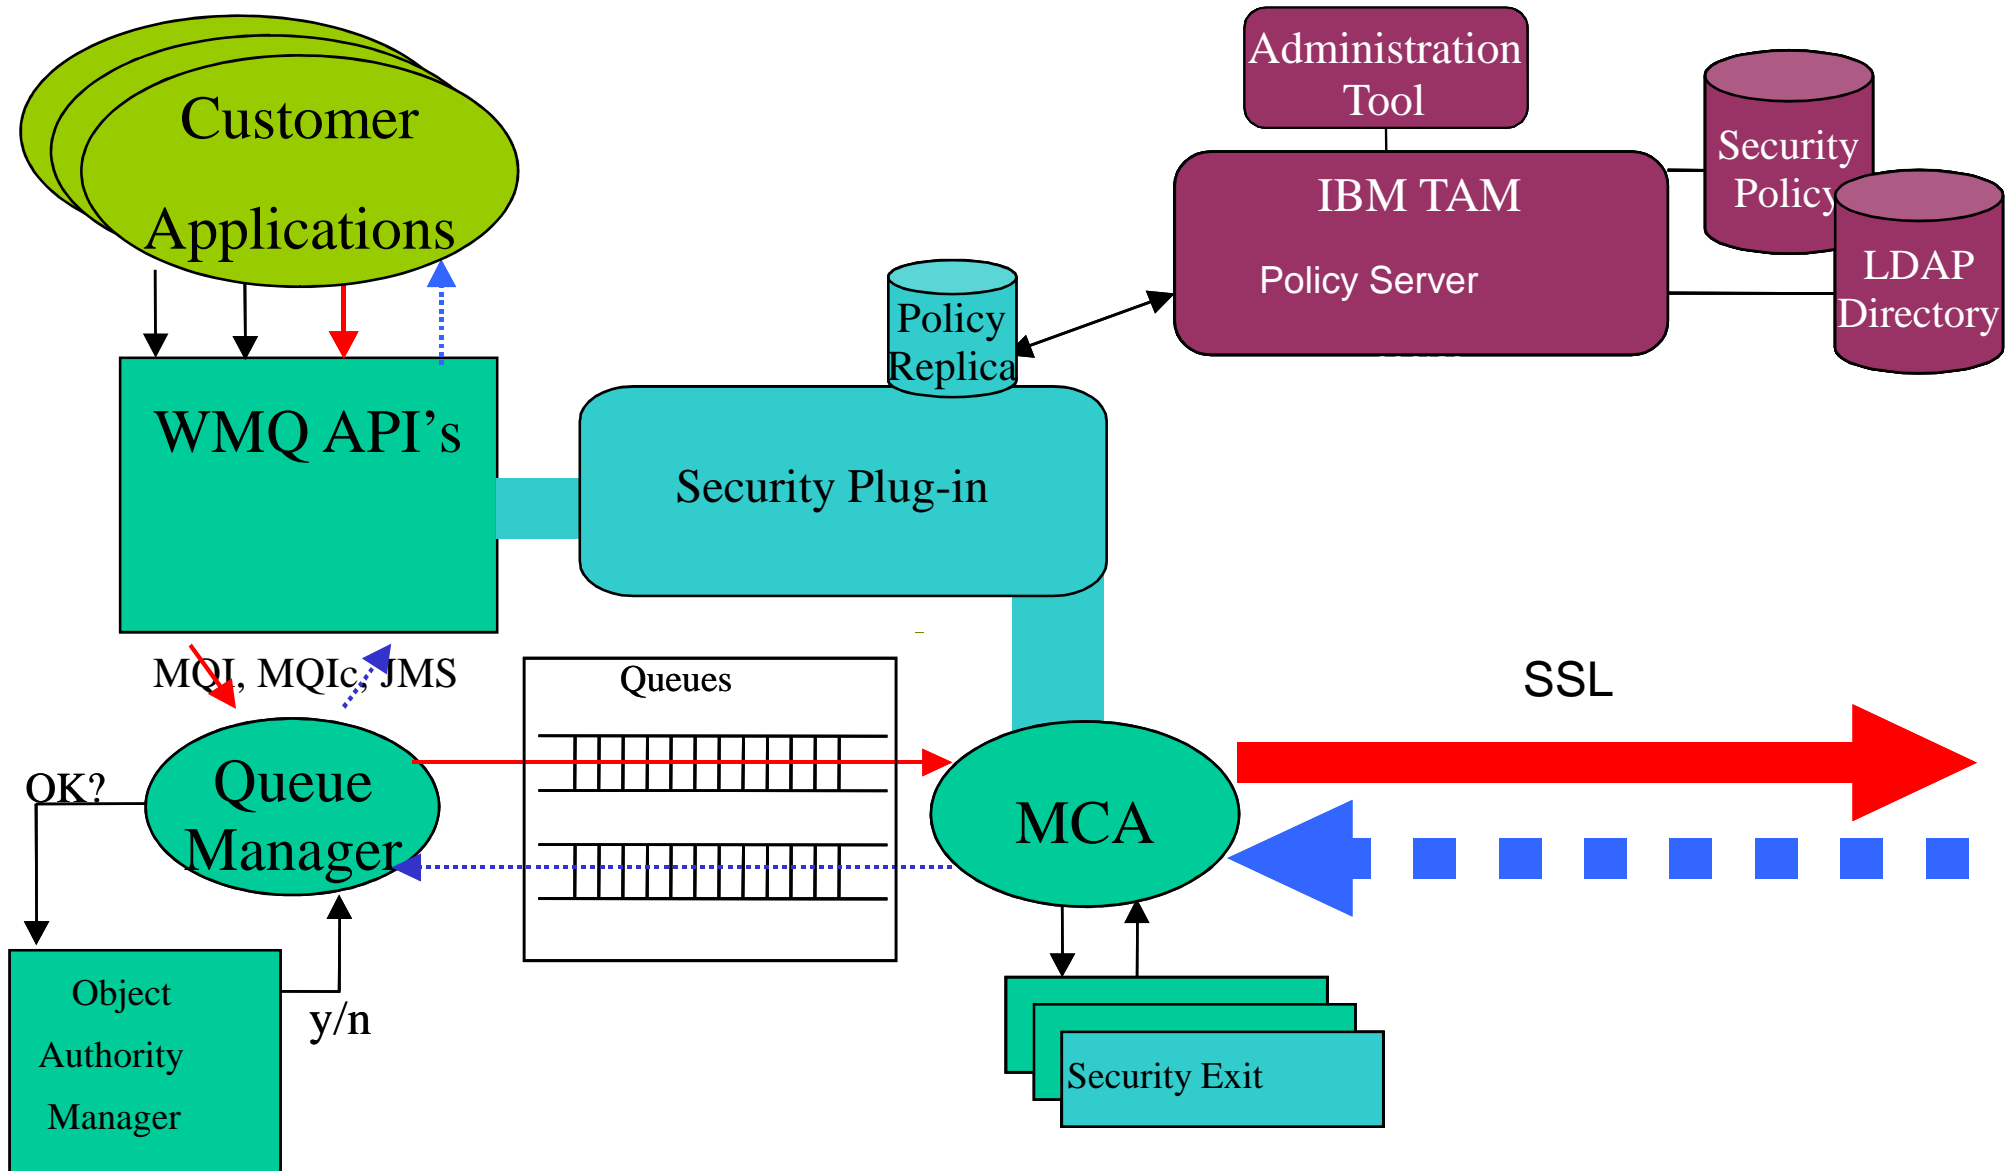 Customer
Applications
Administration
Tool
Security
Policy
IBM TAM
Policy Server
LDAP
Directory
Policy
Replica
WMQ API’s
Security Plug-in
MQI, MQIc, JMS
Queues
SSL
OK?
Queue
Manager
MCA
Object
Authority
Manager
y/n
Security Exit